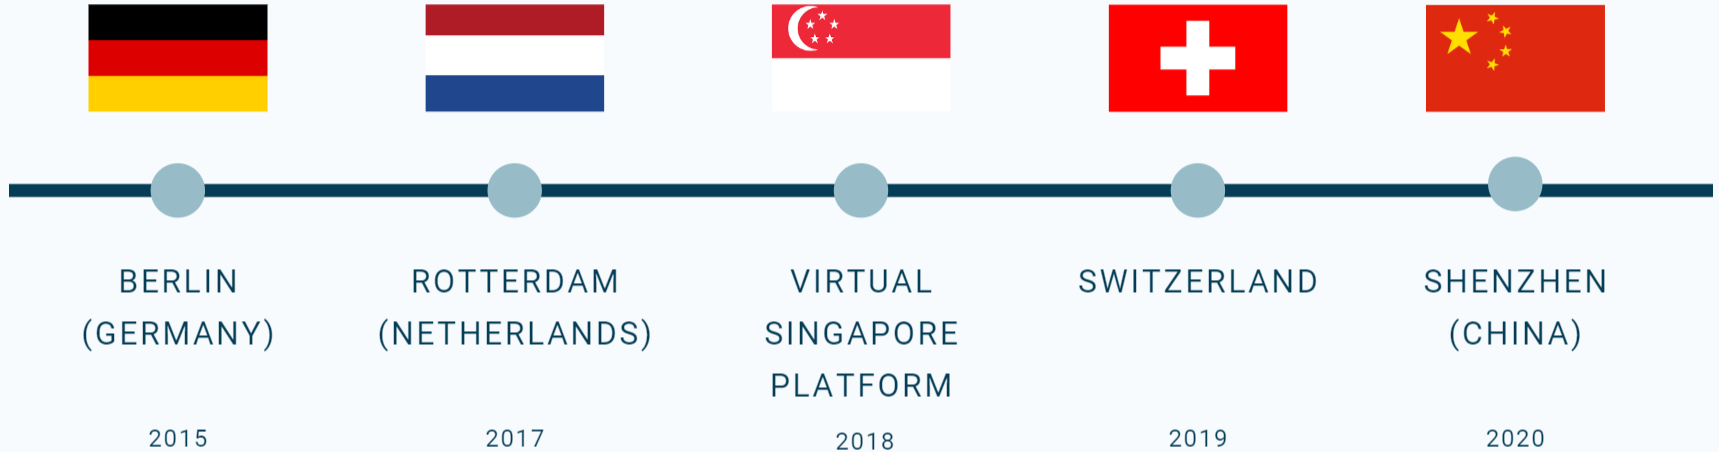 BERLIN
(GERMANY)
2015
ROTTERDAM
(NETHERLANDS)
2017
VIRTUAL
SINGAPORE
PLATFORM
2018
SWITZERLAND
2019
SHENZHEN
(CHINA)
2020